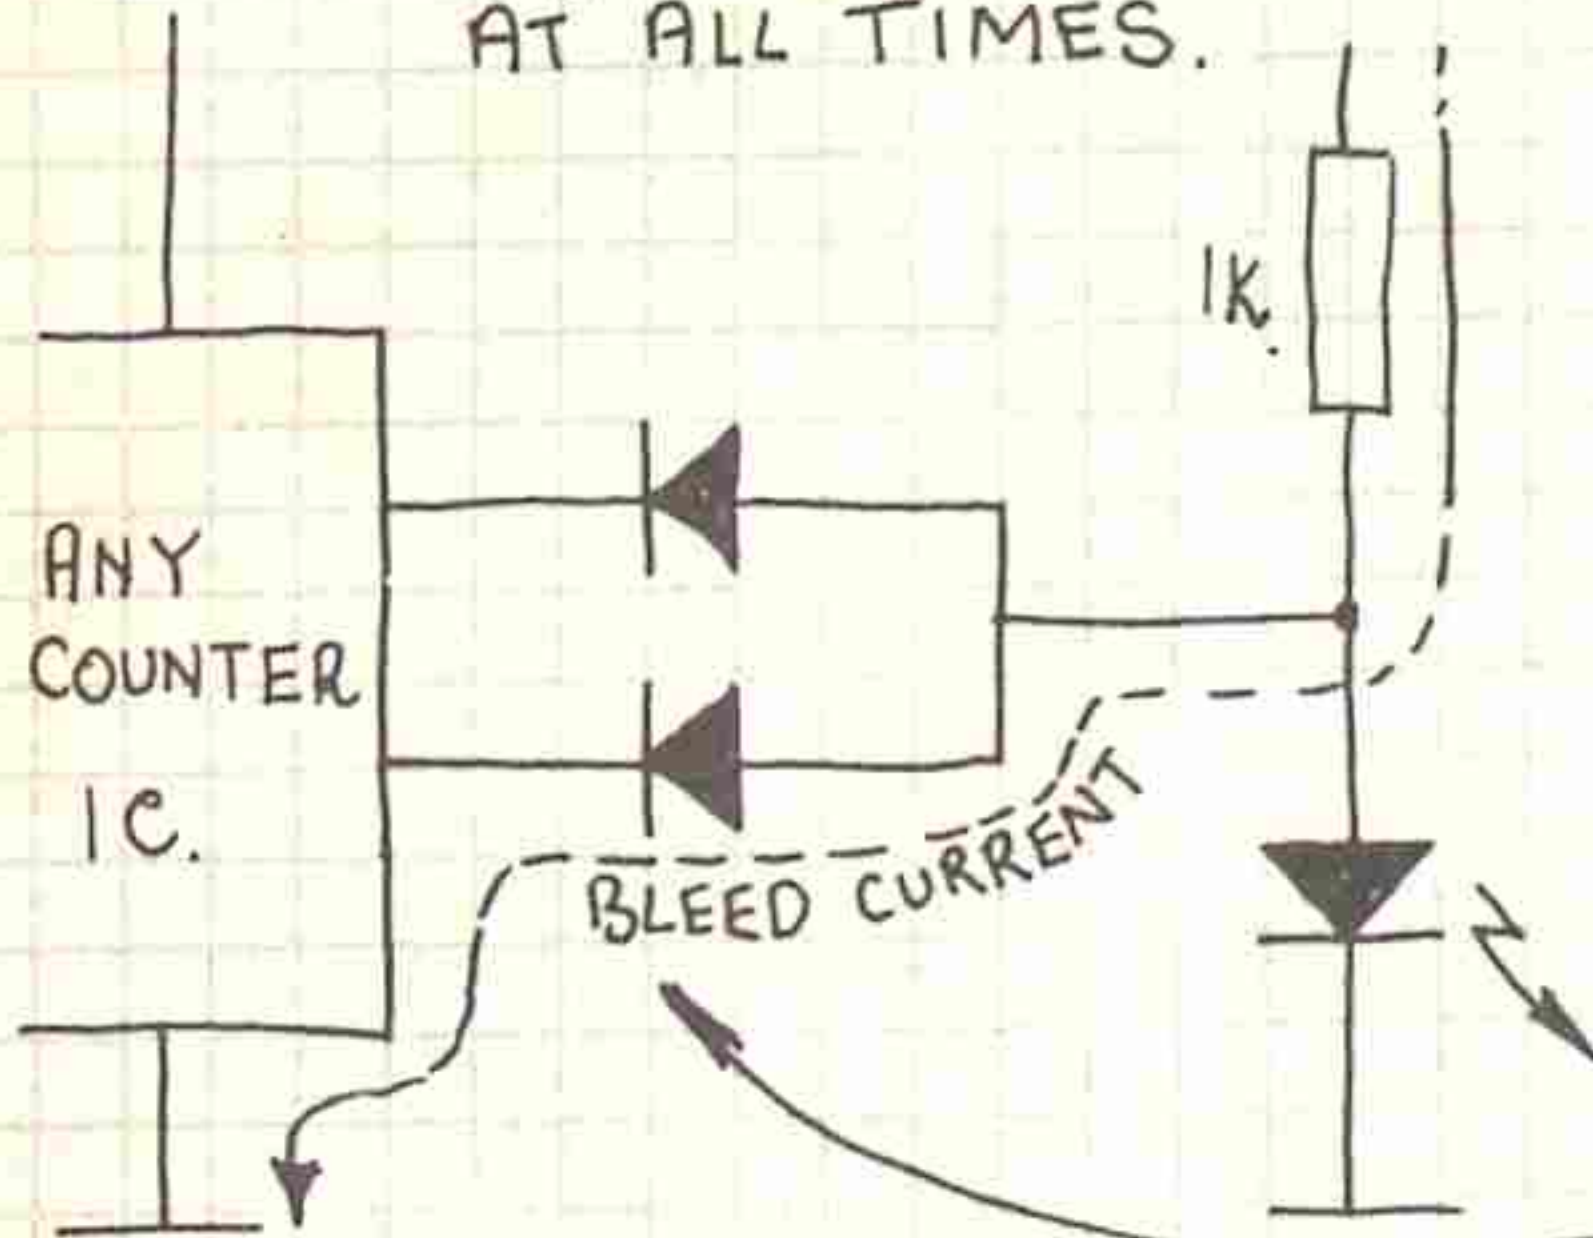 AT ALL TIMES.
1K.
ANY
COUNTER
IC.
BLEED CURRENT